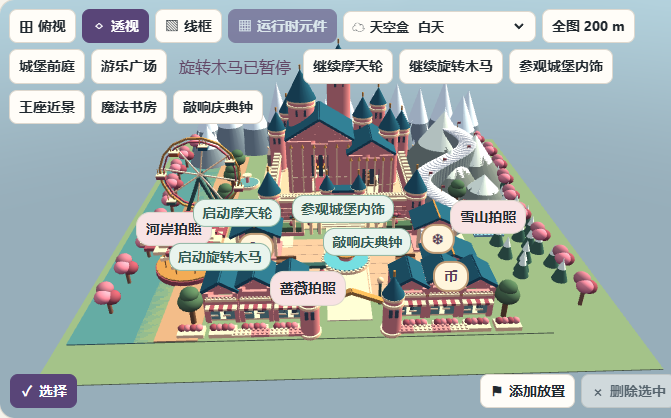 俯视 透视 线框 运行时元件 天空盒 白天 全图 200 m
城堡前庭 游乐广场 旋转木马已暂停 继续摩天轮 继续旋转木马 参观城堡内饰
王座近景 魔法书房 敲响庆典钟
启动摩天轮 参观城堡内饰 雪山拍照
河岸拍照 敲响庆典钟
启动旋转木马
币
蔷薇拍照
✓ 选择 添加放置 × 删除选中